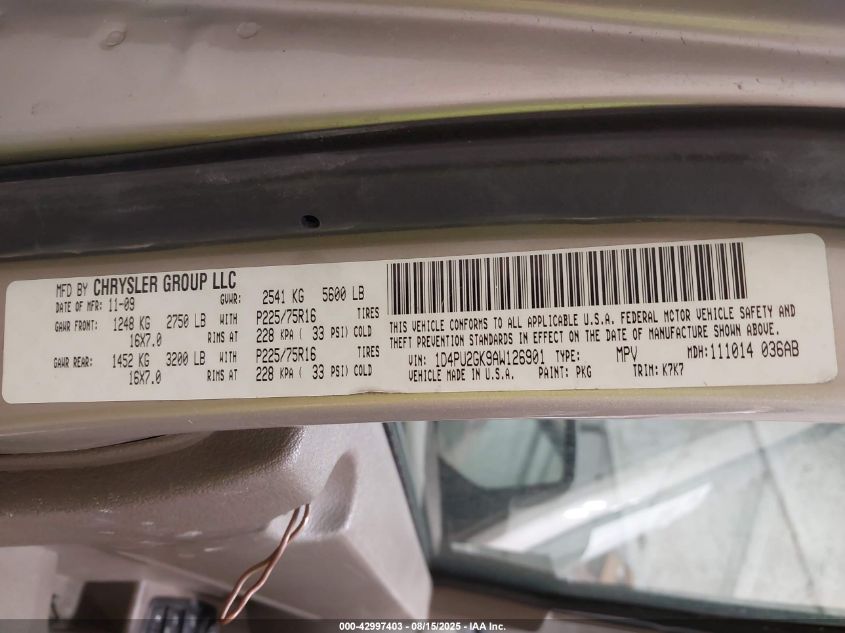 MFD BY CHRYSLER GROUP LLC
DATE OF MFR: 11-09 GVWR: 2541 KG 5600 LB
GAWR FRONT: 1248 KG 2750 LB WITH P225/75R16 TIRES
16X7.0 RIMS AT 228 KPA ( 33 PSI) COLD
GAWR REAR: 1452 KG 3200 LB WITH P225/75R16 TIRES
16X7.0 RIMS AT 228 KPA ( 33 PSI) COLD
THIS VEHICLE CONFORMS TO ALL APPLICABLE U.S.A. FEDERAL MOTOR VEHICLE SAFETY AND
THEFT PREVENTION STANDARDS IN EFFECT ON THE DATE OF MANUFACTURE SHOWN ABOVE.
VIN: 1D4PU2GK9AW126901 TYPE: MPV MDH:111014 036AB
VEHICLE MADE IN U.S.A. PAINT: PKG TRIM: K7K7
000-42997403 - 08/15/2025 - IAA Inc.